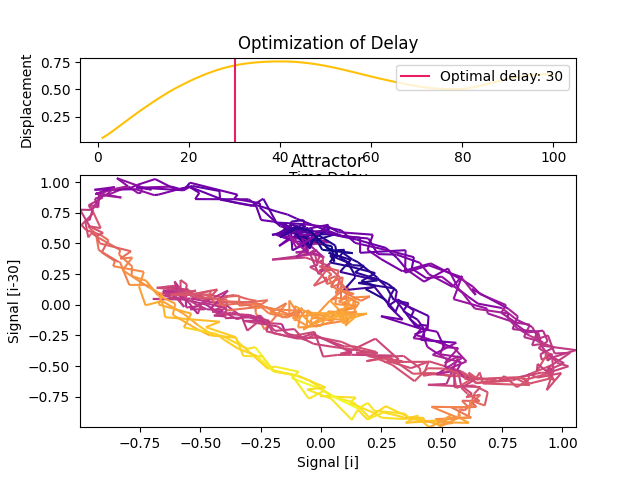 Optimization of Delay
Displacement
0.75
0.50
0.25
Optimal delay: 30
0 20 40 60 80 100
Time Delay
Attractor
Signal [i-30]
1.00
0.75
0.50
0.25
0.00
−0.25
−0.50
−0.75
−0.75 −0.50 −0.25 0.00 0.25 0.50 0.75 1.00
Signal [i]